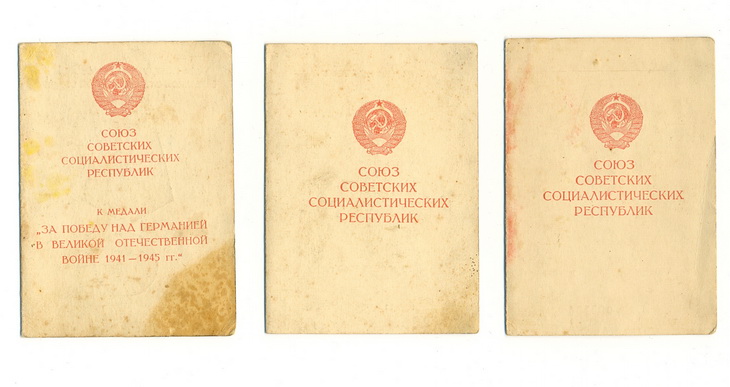 СОЮЗ
СОВЕТСКИХ
СОЦИАЛИСТИЧЕСКИХ
РЕСПУБЛИК
К МЕДАЛИ
„ЗА ПОБЕДУ НАД ГЕРМАНИЕЙ
В ВЕЛИКОЙ ОТЕЧЕСТВЕННОЙ
ВОЙНЕ 1941—1945 гг.“
СОЮЗ
СОВЕТСКИХ
СОЦИАЛИСТИЧЕСКИХ
РЕСПУБЛИК
СОЮЗ
СОВЕТСКИХ
СОЦИАЛИСТИЧЕСКИХ
РЕСПУБЛИК